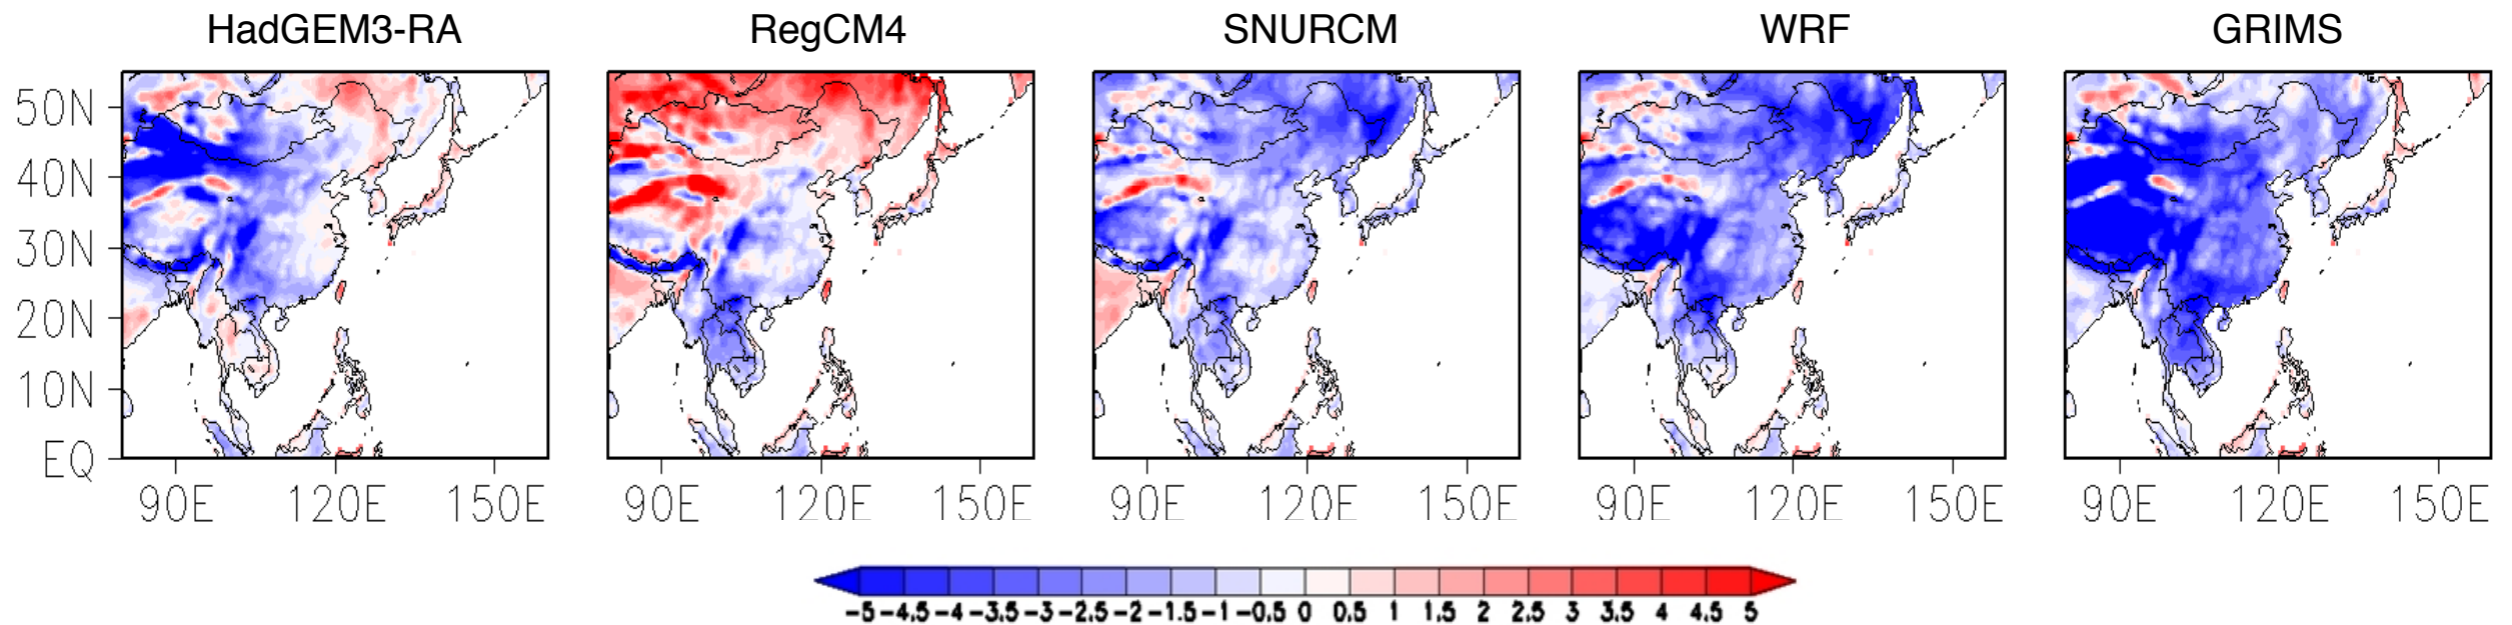 HadGEM3-RA RegCM4 SNURCM WRF GRIMS
50N
40N
30N
20N
10N
EQ
90E 120E 150E 90E 120E 150E 90E 120E 150E 90E 120E 150E 90E 120E 150E
-5 -4.5 -4 -3.5 -3 -2.5 -2 -1.5 -1 -0.5 0 0.5 1 1.5 2 2.5 3 3.5 4 4.5 5